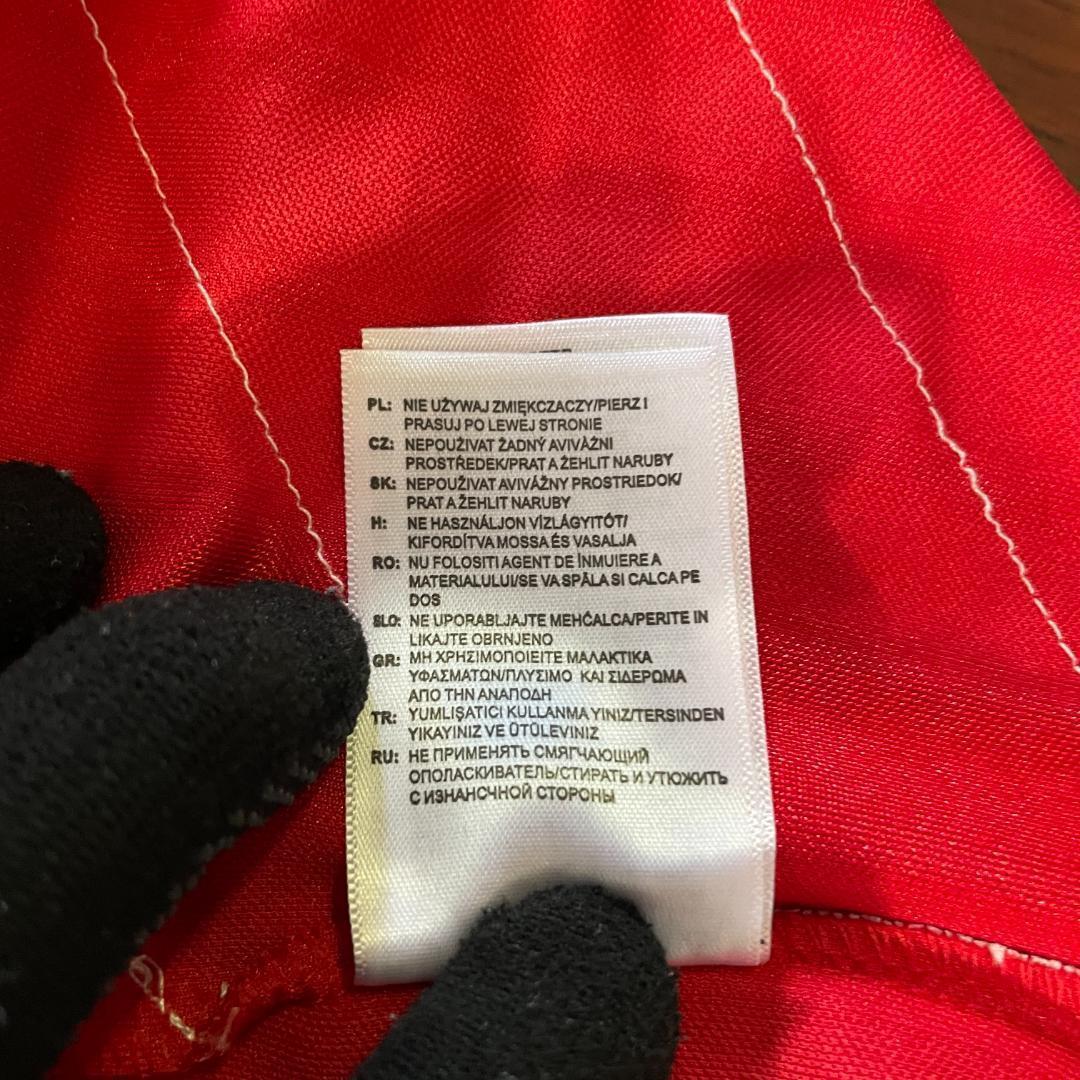 PL: NIE UŻYWAJ ZMIĘKCZACZY/PIERZ I
PRASUJ PO LEWEJ STRONIE
CZ: NEPOUŽIVAT ŽADNÝ AVIVÀŽNI
PROSTŘEDEK/PRAT A ŽEHLIT NARUBY
SK: NEPOUŽIVAT AVIVÁŽNY PROSTRIEDOK/
PRAT A ŽEHLIT NARUBY
H: NE HASZNÁLJON VÍZLÁGYITÓT/
KIFORDÍTVA MOSSA ÉS VASALJA
RO: NU FOLOSITI AGENT DE ÎNMUIERE A
MATERIALULUI/SE VA SPĂLA SI CALCA PE
DOS
SLO: NE UPORABLJAJTE MEHČALCA/PERITE IN
LIKAJTE OBRNJENO
GR: ΜΗ ΧΡΗΣΙΜΟΠΟΙΕΙΤΕ ΜΑΛΑΚΤΙΚΑ
ΥΦΑΣΜΑΤΩΝ/ΠΛΥΣΙΜΟ ΚΑΙ ΣΙΔΕΡΩΜΑ
ΑΠΟ ΤΗΝ ΑΝΑΠΟΔΗ
TR: YUMLIŞATICI KULLANMA YINIZ/TERSINDEN
YIKAYINIZ VE ÜTÜLEVINIZ
RU: НЕ ПРИМЕНЯТЬ СМЯГЧАЮЩИЙ
ОПОЛАСКИВАТЕЛЬ/СТИРАТЬ И УТЮЖИТЬ
С ИЗНАНСЧНОЙ СТОРОНЫ